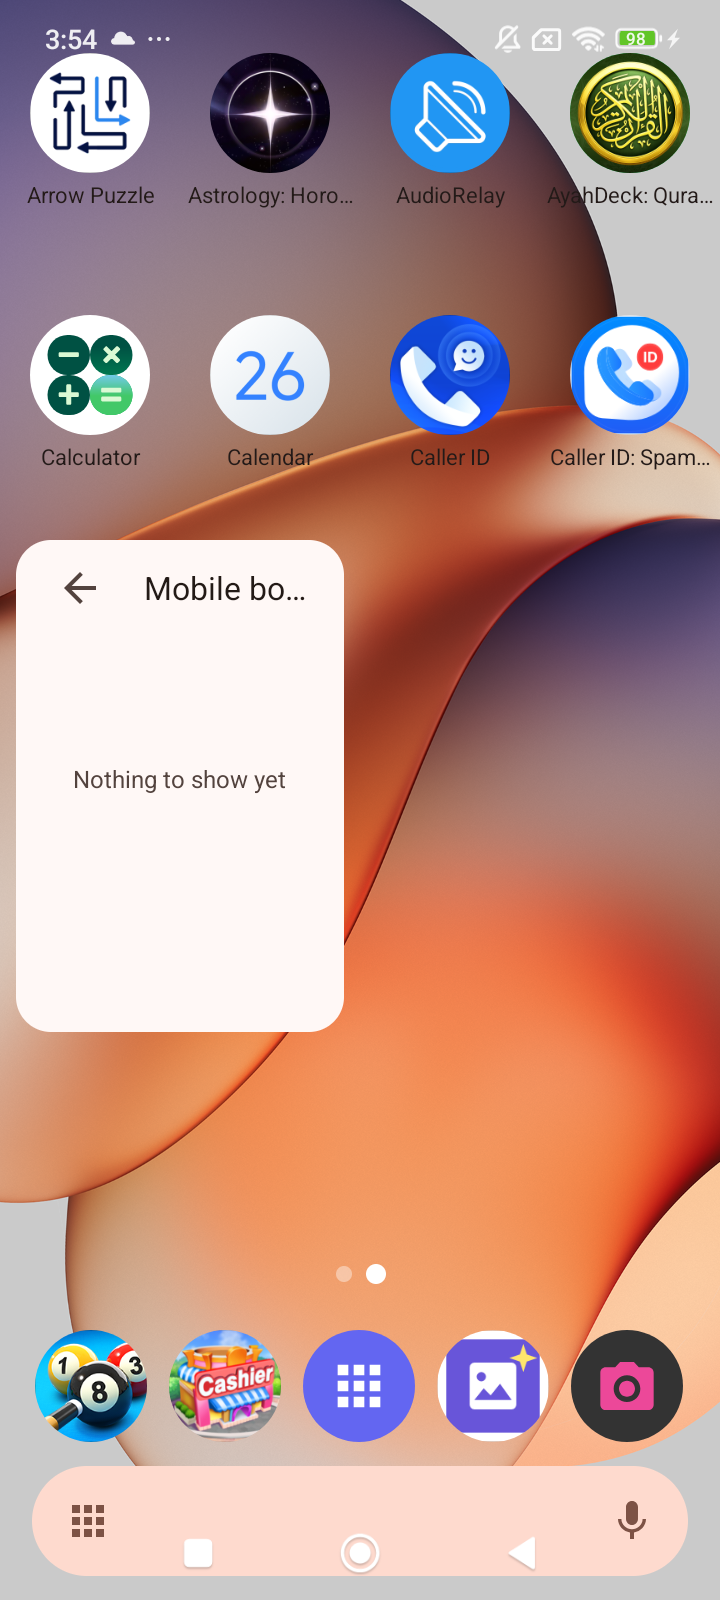 3:54
98
Arrow Puzzle
Astrology: Horo...
AudioRelay
AyahDeck: Qura...
26
ID
Calculator
Calendar
Caller ID
Caller ID: Spam...
Mobile bo...
Nothing to show yet
1
3
8
Cashier